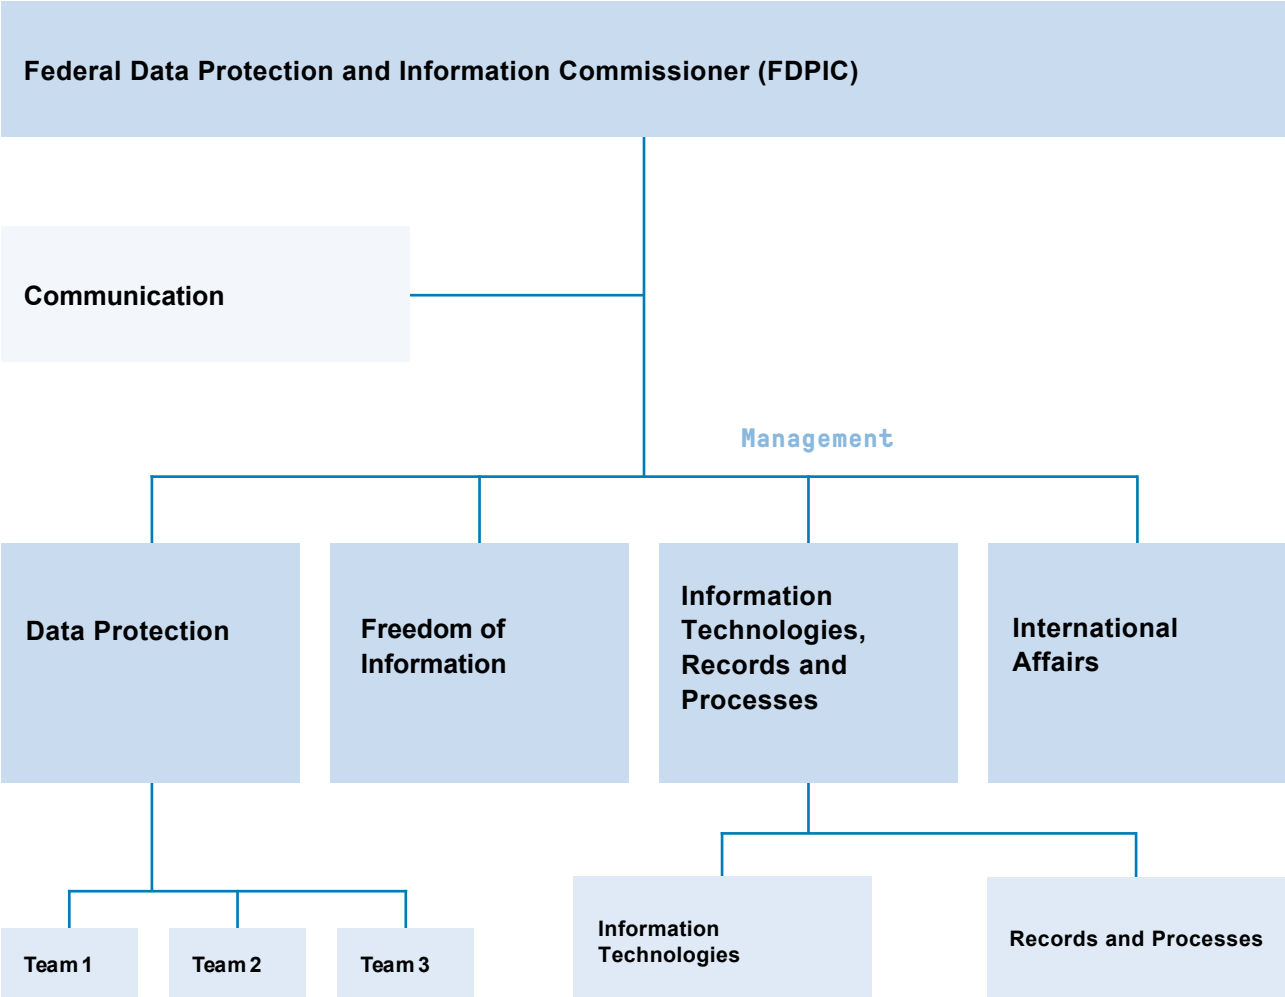 Federal Data Protection and Information Commissioner (FDPIC)
Communication
Management
Data Protection
Freedom of
Information
Information
Technologies,
Records and
Processes
International
Affairs
Team 1
Team 2
Team 3
Information
Technologies
Records and Processes